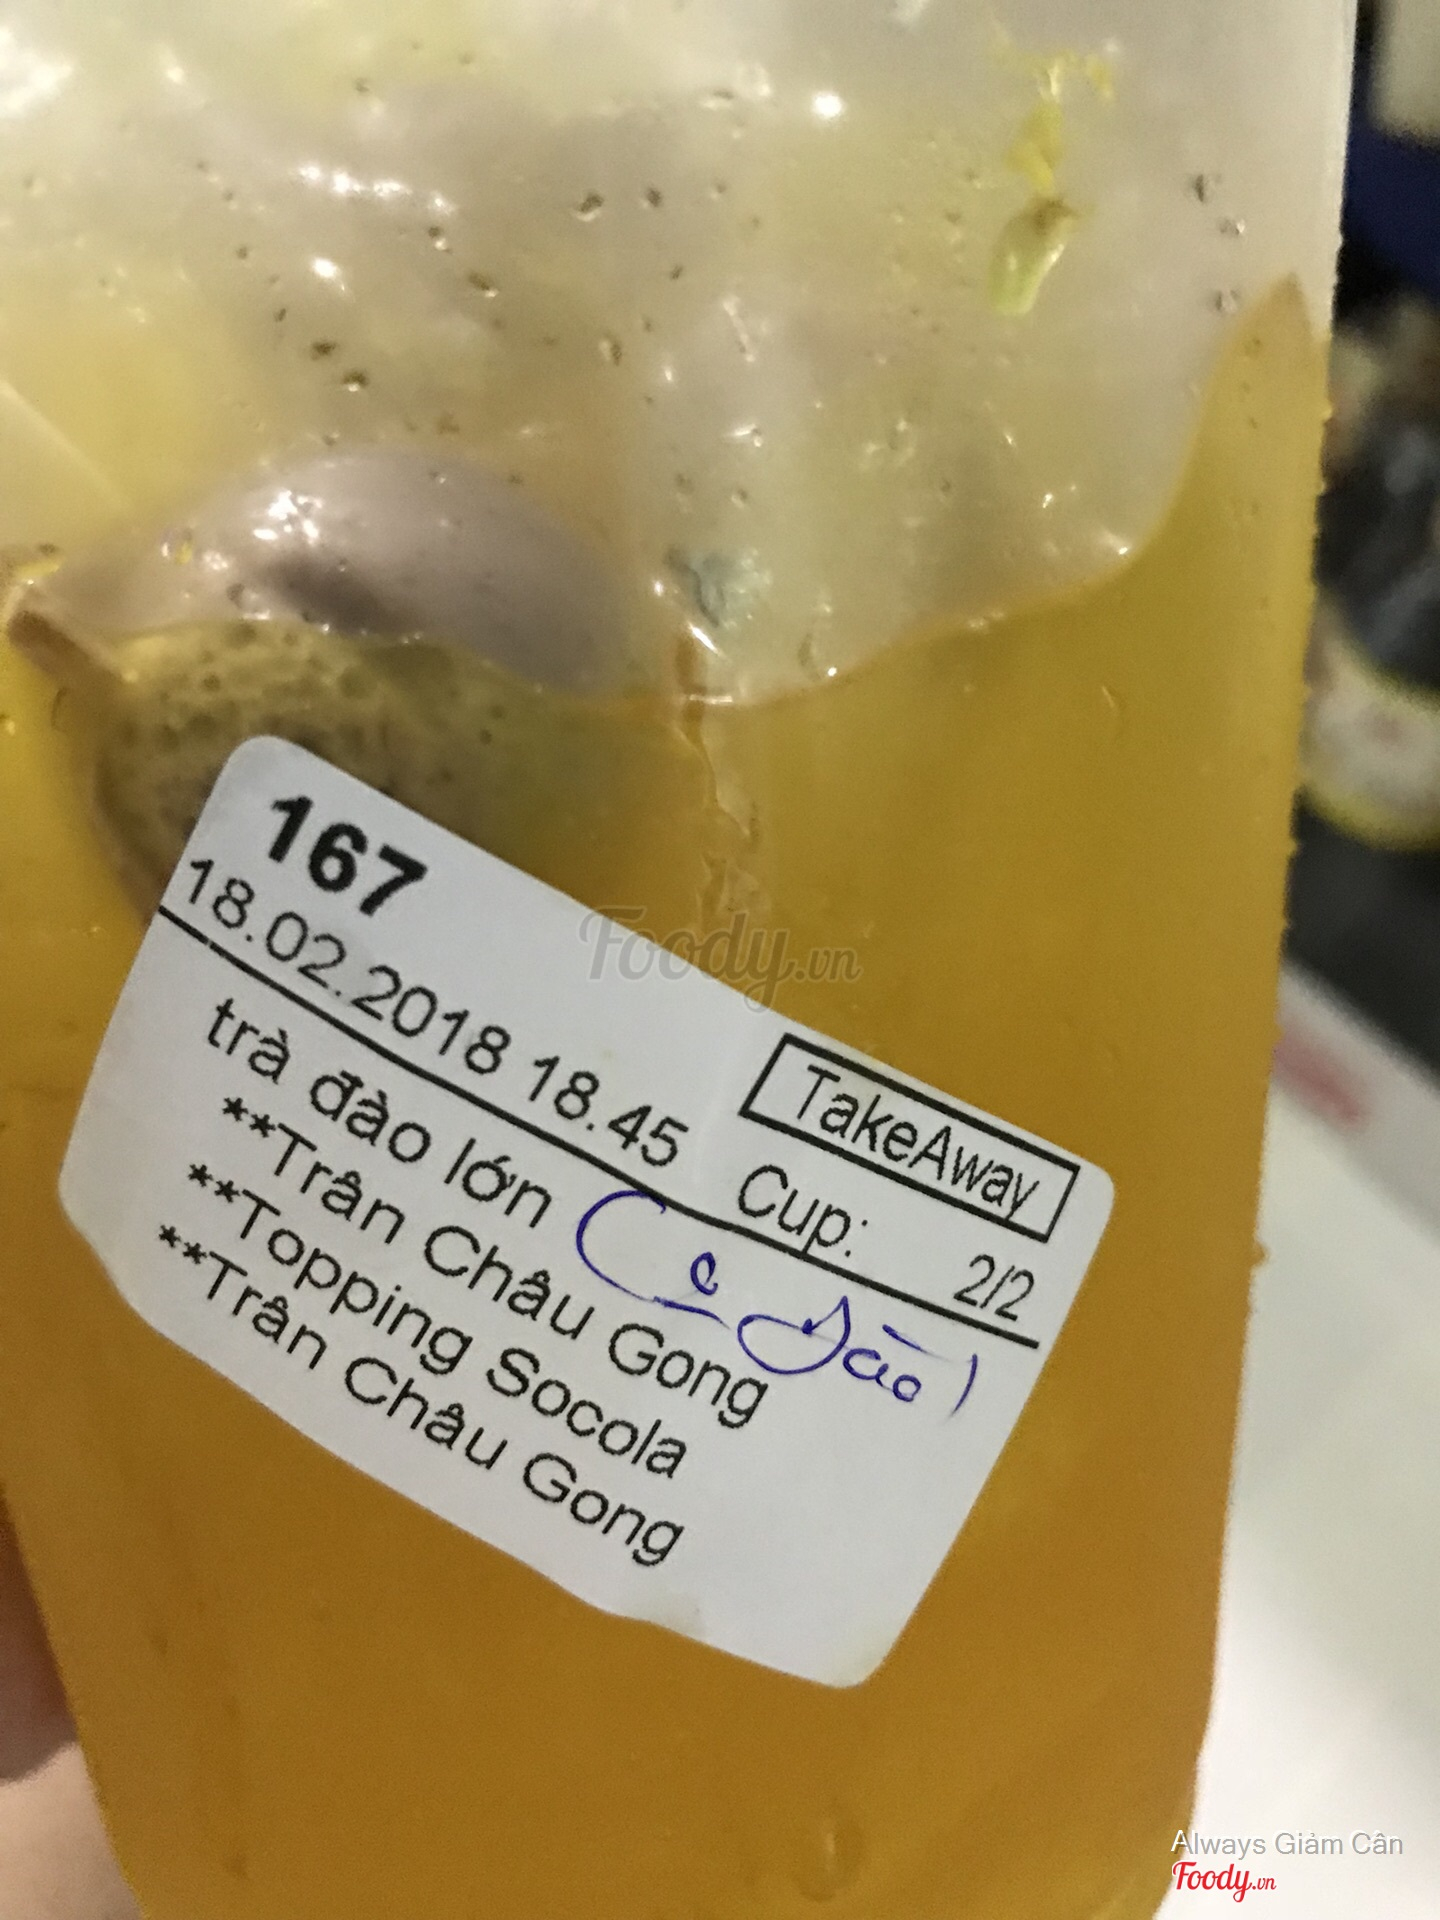 167
TakeAway
18.02.2018 18.45 Cup: 2/2
trà đào lớn
**Trân Châu Gong
**Topping Socola
**Trân Châu Gong
Foody.vn
Always Giảm Cân
Foody.vn